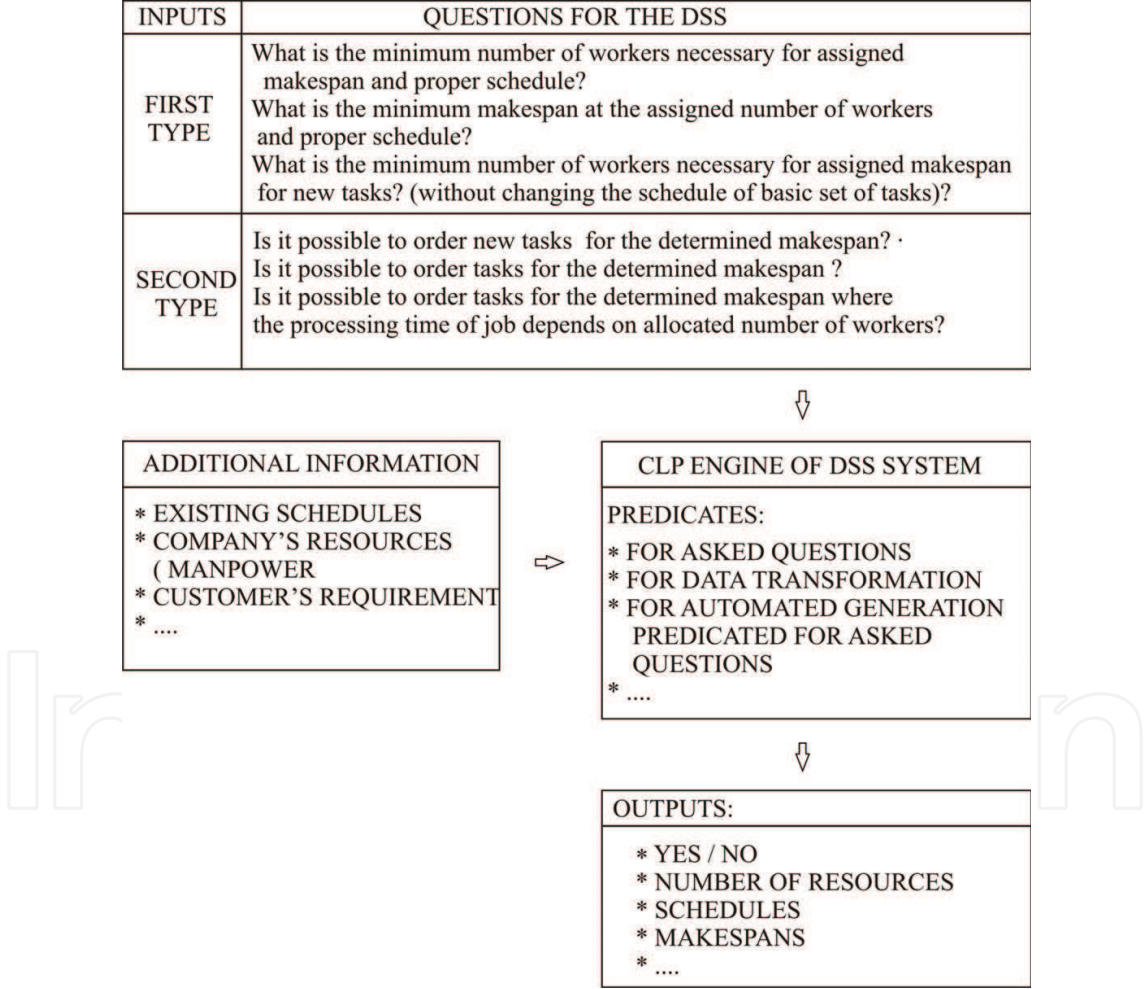 INPUTS QUESTIONS FOR THE DSS
FIRST
TYPE
What is the minimum number of workers necessary for assigned
makespan and proper schedule?
What is the minimum makespan at the assigned number of workers
and proper schedule?
What is the minimum number of workers necessary for assigned makespan
for new tasks? (without changing the schedule of basic set of tasks)?
SECOND
TYPE
Is it possible to order new tasks for the determined makespan? ·
Is it possible to order tasks for the determined makespan ?
Is it possible to order tasks for the determined makespan where
the processing time of job depends on allocated number of workers?
ADDITIONAL INFORMATION
* EXISTING SCHEDULES
* COMPANY'S RESOURCES
( MANPOWER
* CUSTOMER'S REQUIREMENT
* ....
CLP ENGINE OF DSS SYSTEM
PREDICATES:
* FOR ASKED QUESTIONS
* FOR DATA TRANSFORMATION
* FOR AUTOMATED GENERATION
PREDICATED FOR ASKED
QUESTIONS
* ....
OUTPUTS:
* YES / NO
* NUMBER OF RESOURCES
* SCHEDULES
* MAKESPANS
* ....